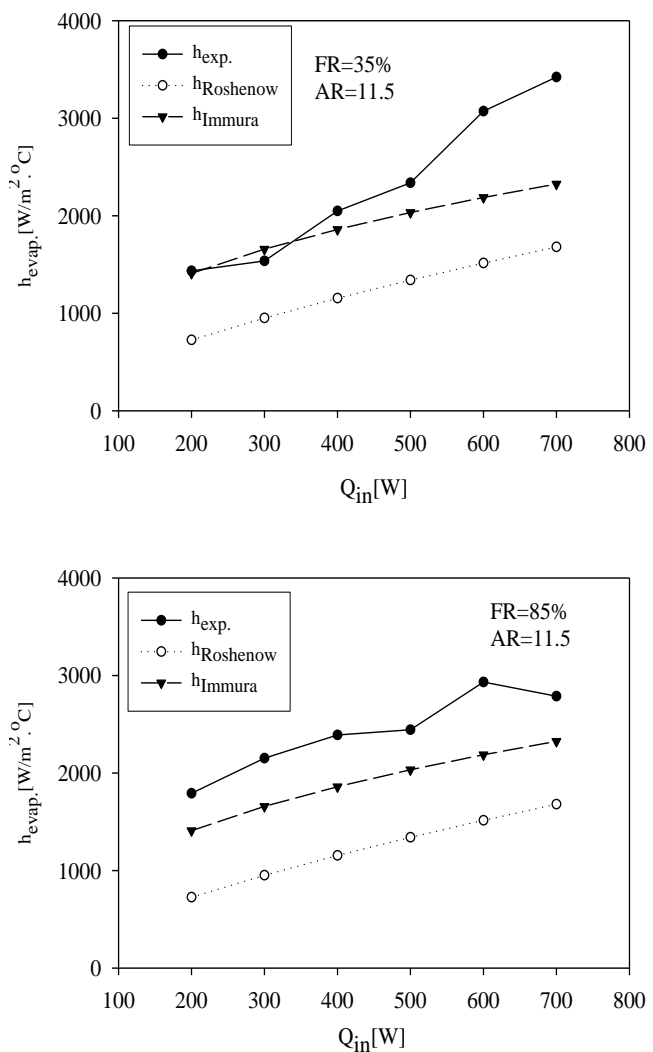 4000
3000
2000
1000
0
h_evap.[W/m².°C]
h_exp.
h_Roshenow
h_Immura
FR=35%
AR=11.5
100 200 300 400 500 600 700 800
Q_in[W]
4000
3000
2000
1000
0
h_evap.[W/m².°C]
h_exp.
h_Roshenow
h_Immura
FR=85%
AR=11.5
100 200 300 400 500 600 700 800
Q_in[W]